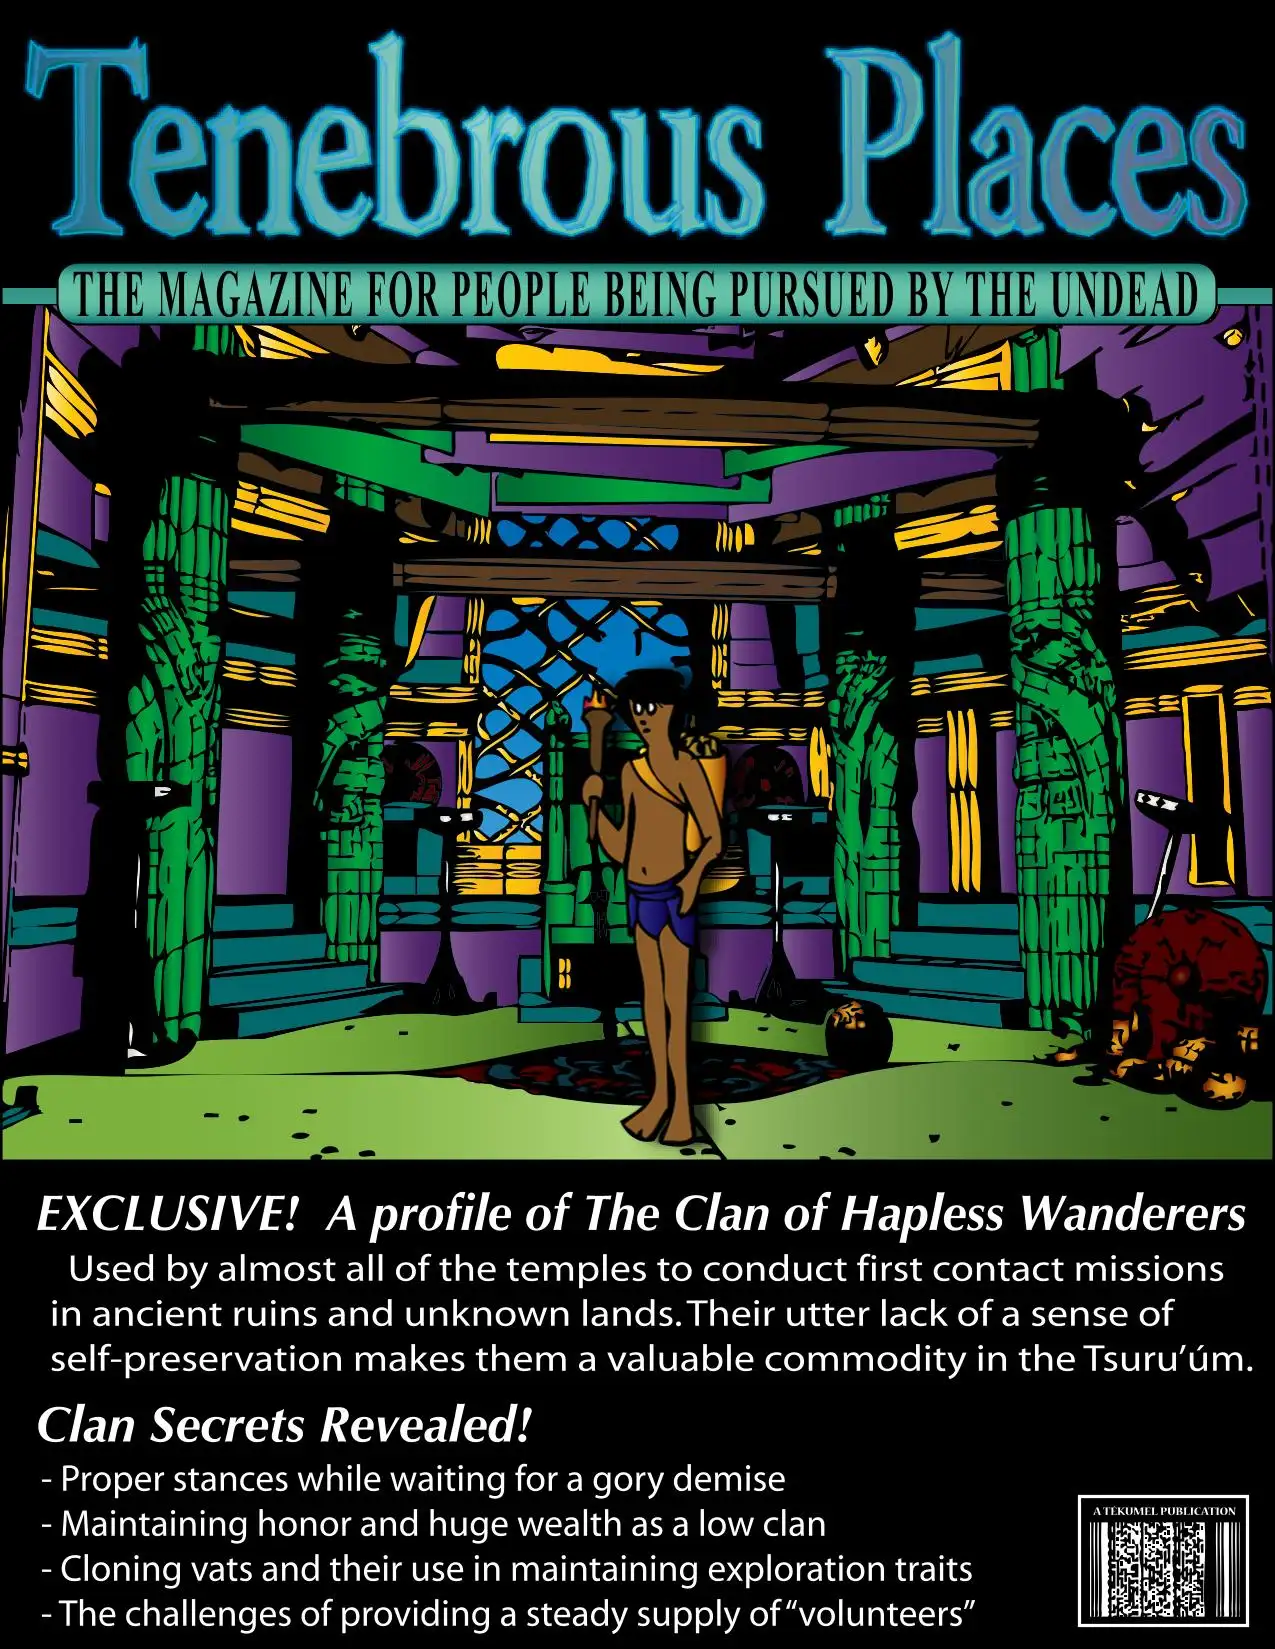 Tenebrous Places
THE MAGAZINE FOR PEOPLE BEING PURSUED BY THE UNDEAD
EXCLUSIVE! A profile of The Clan of Hapless Wanderers
Used by almost all of the temples to conduct first contact missions
in ancient ruins and unknown lands. Their utter lack of a sense of
self-preservation makes them a valuable commodity in the Tsuru’úm.
Clan Secrets Revealed!
- Proper stances while waiting for a gory demise
- Maintaining honor and huge wealth as a low clan
- Cloning vats and their use in maintaining exploration traits
- The challenges of providing a steady supply of “volunteers”
A TÉKUMEL PUBLICATION